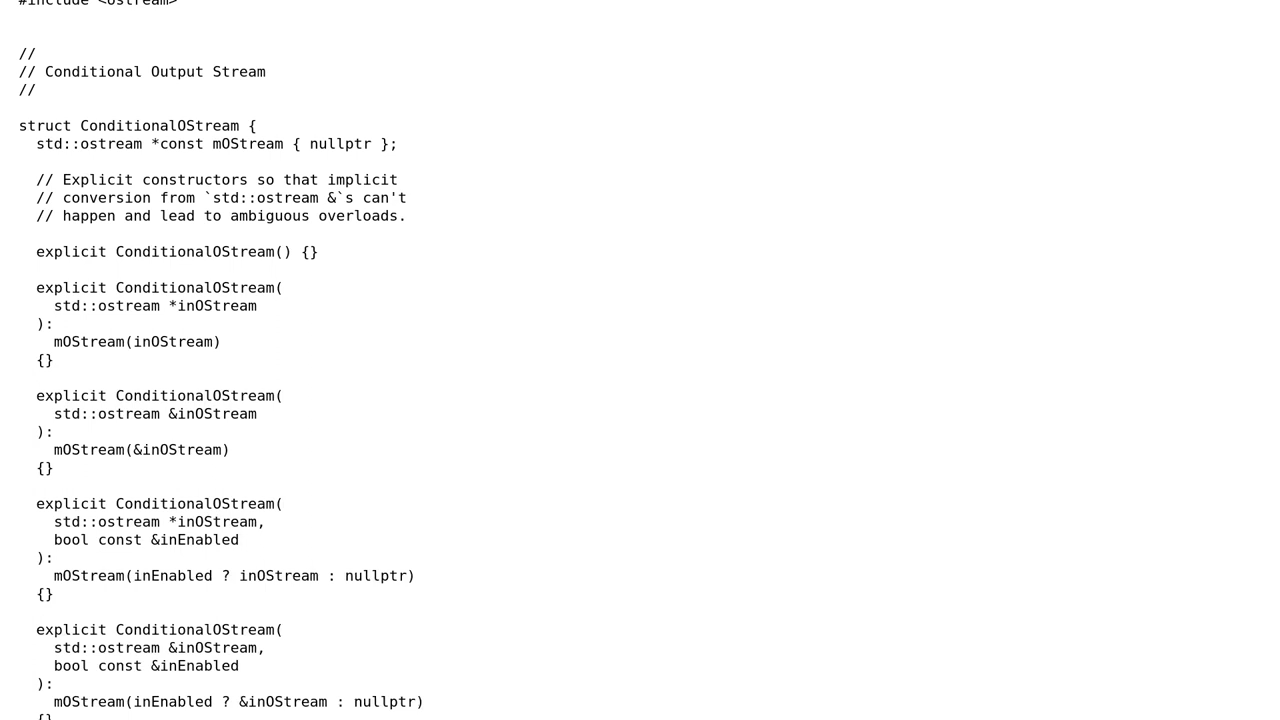 #include <ostream>
//
// Conditional Output Stream
//
struct ConditionalOStream {
  std::ostream *const mOStream { nullptr };
  // Explicit constructors so that implicit
  // conversion from `std::ostream &`s can't
  // happen and lead to ambiguous overloads.
  explicit ConditionalOStream() {}
  explicit ConditionalOStream(
    std::ostream *inOStream
  ):
    mOStream(inOStream)
  {}
  explicit ConditionalOStream(
    std::ostream &inOStream
  ):
    mOStream(&inOStream)
  {}
  explicit ConditionalOStream(
    std::ostream *inOStream,
    bool const &inEnabled
  ):
    mOStream(inEnabled ? inOStream : nullptr)
  {}
  explicit ConditionalOStream(
    std::ostream &inOStream,
    bool const &inEnabled
  ):
    mOStream(inEnabled ? &inOStream : nullptr)
  {}